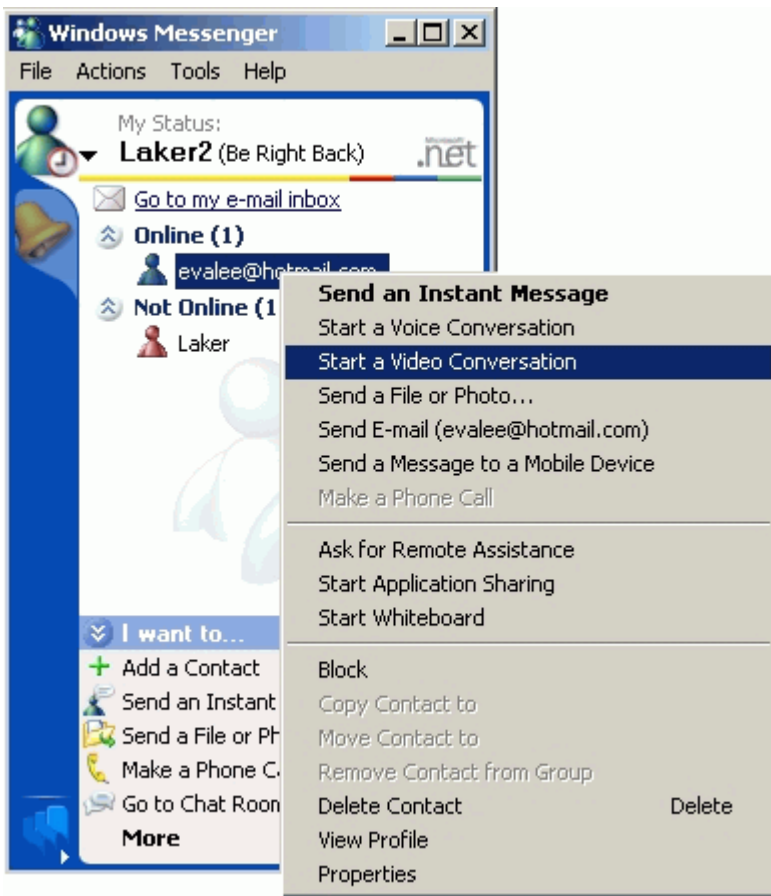 Windows Messenger
File Actions Tools Help
My Status:
Laker2 (Be Right Back)
Microsoft
.net
Go to my e-mail inbox
Online (1)
evalee@hotmail.com
Not Online (1
Laker
Send an Instant Message
Start a Voice Conversation
Start a Video Conversation
Send a File or Photo...
Send E-mail (evalee@hotmail.com)
Send a Message to a Mobile Device
Make a Phone Call
Ask for Remote Assistance
Start Application Sharing
Start Whiteboard
Block
Copy Contact to
Move Contact to
Remove Contact from Group
Delete Contact Delete
View Profile
Properties
I want to...
Add a Contact
Send an Instant
Send a File or Ph
Make a Phone C
Go to Chat Room
More